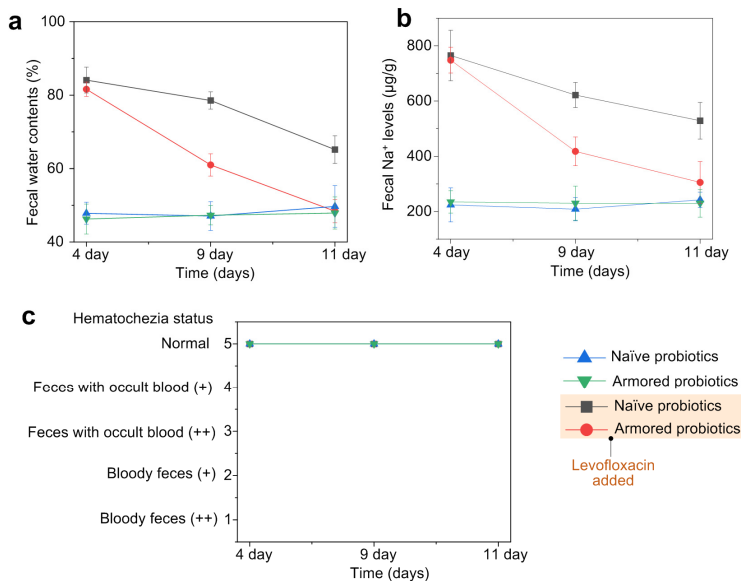 a
100
80
60
40
Fecal water contents (%)
4 day
9 day
11 day
Time (days)
b
800
600
400
200
Fecal Na⁺ levels (µg/g)
4 day
9 day
11 day
Time (days)
c
Hematochezia status
Normal 5
Feces with occult blood (+) 4
Feces with occult blood (++) 3
Bloody feces (+) 2
Bloody feces (++) 1
4 day
9 day
11 day
Time (days)
Naïve probiotics
Armored probiotics
Naïve probiotics
Armored probiotics
Levofloxacin
added